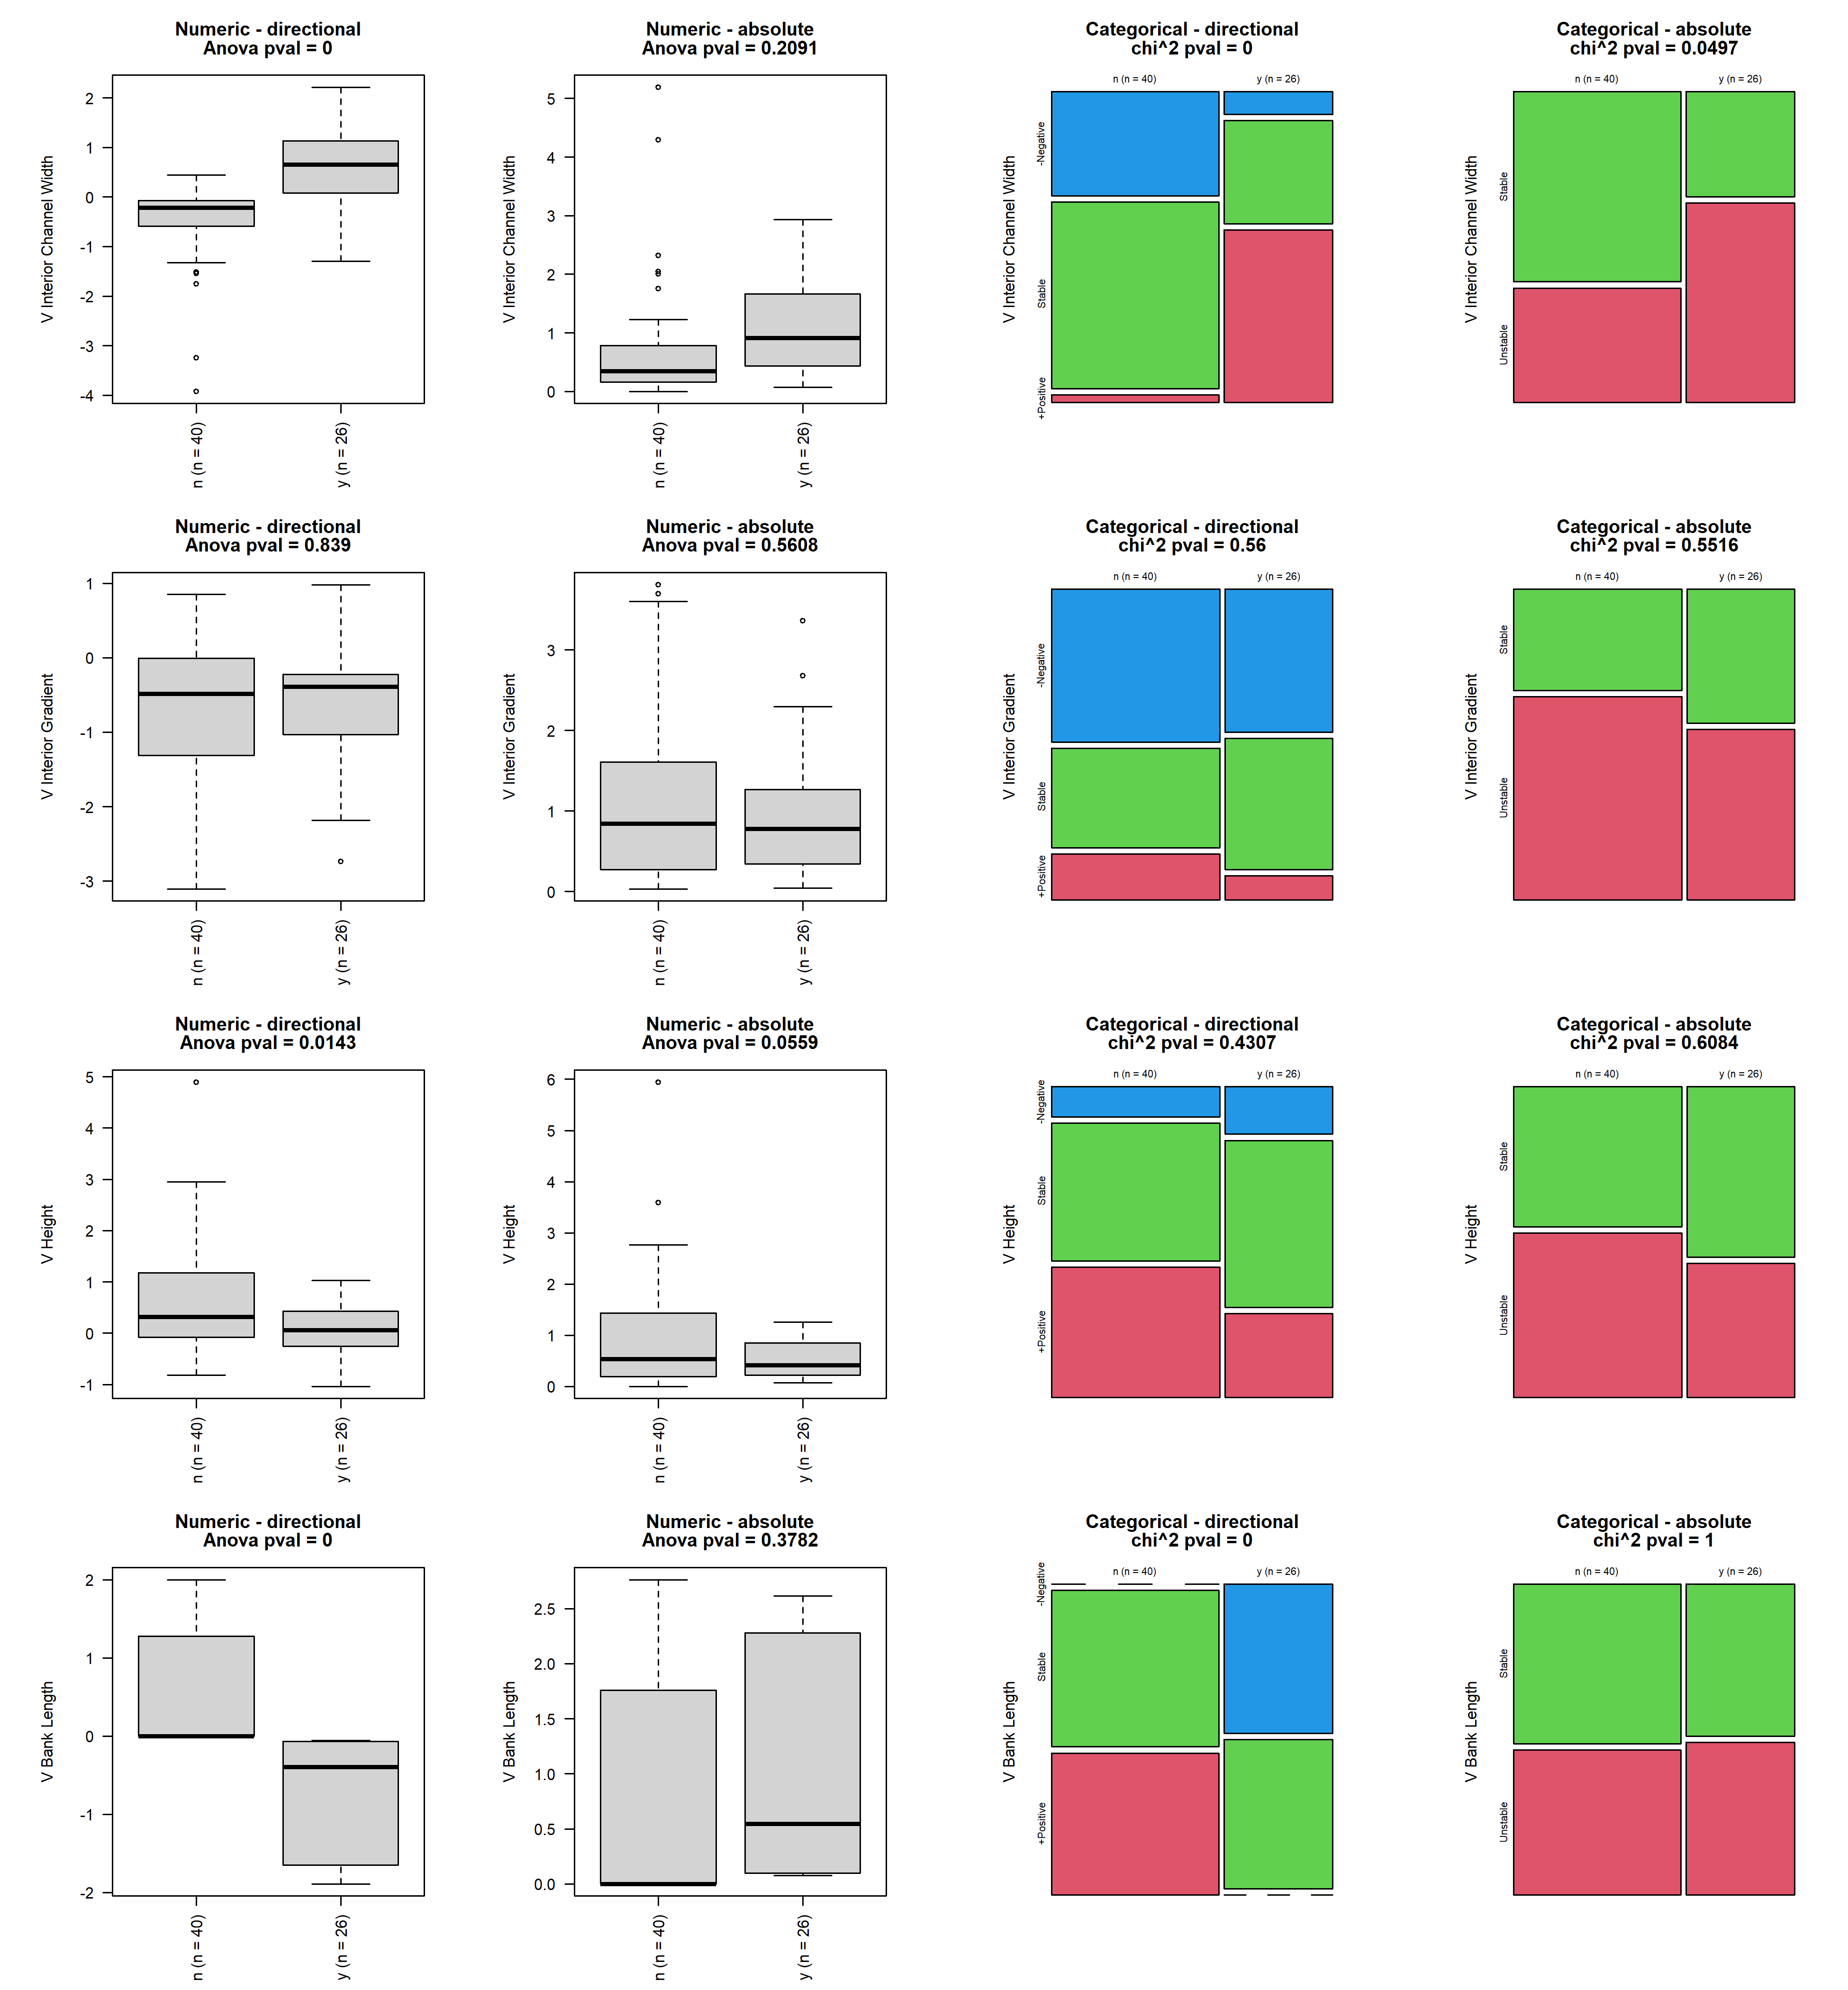 Numeric - directional
Anova pval = 0
V Interior Channel Width
2
1
0
-1
-2
-3
-4
n (n = 40)
y (n = 26)
Numeric - absolute
Anova pval = 0.2091
V Interior Channel Width
5
4
3
2
1
0
n (n = 40)
y (n = 26)
Categorical - directional
chi^2 pval = 0
n (n = 40)
y (n = 26)
V Interior Channel Width
-Negative
Stable
+Positive
Categorical - absolute
chi^2 pval = 0.0497
n (n = 40)
y (n = 26)
V Interior Channel Width
Stable
Unstable
Numeric - directional
Anova pval = 0.839
V Interior Gradient
1
0
-1
-2
-3
n (n = 40)
y (n = 26)
Numeric - absolute
Anova pval = 0.5608
V Interior Gradient
3
2
1
0
n (n = 40)
y (n = 26)
Categorical - directional
chi^2 pval = 0.56
n (n = 40)
y (n = 26)
V Interior Gradient
-Negative
Stable
+Positive
Categorical - absolute
chi^2 pval = 0.5516
n (n = 40)
y (n = 26)
V Interior Gradient
Stable
Unstable
Numeric - directional
Anova pval = 0.0143
V Height
5
4
3
2
1
0
-1
n (n = 40)
y (n = 26)
Numeric - absolute
Anova pval = 0.0559
V Height
6
5
4
3
2
1
0
n (n = 40)
y (n = 26)
Categorical - directional
chi^2 pval = 0.4307
n (n = 40)
y (n = 26)
V Height
-Negative
Stable
+Positive
Categorical - absolute
chi^2 pval = 0.6084
n (n = 40)
y (n = 26)
V Height
Stable
Unstable
Numeric - directional
Anova pval = 0
V Bank Length
2
1
0
-1
-2
n (n = 40)
y (n = 26)
Numeric - absolute
Anova pval = 0.3782
V Bank Length
2.5
2.0
1.5
1.0
0.5
0.0
n (n = 40)
y (n = 26)
Categorical - directional
chi^2 pval = 0
n (n = 40)
y (n = 26)
V Bank Length
-Negative
Stable
+Positive
Categorical - absolute
chi^2 pval = 1
n (n = 40)
y (n = 26)
V Bank Length
Stable
Unstable